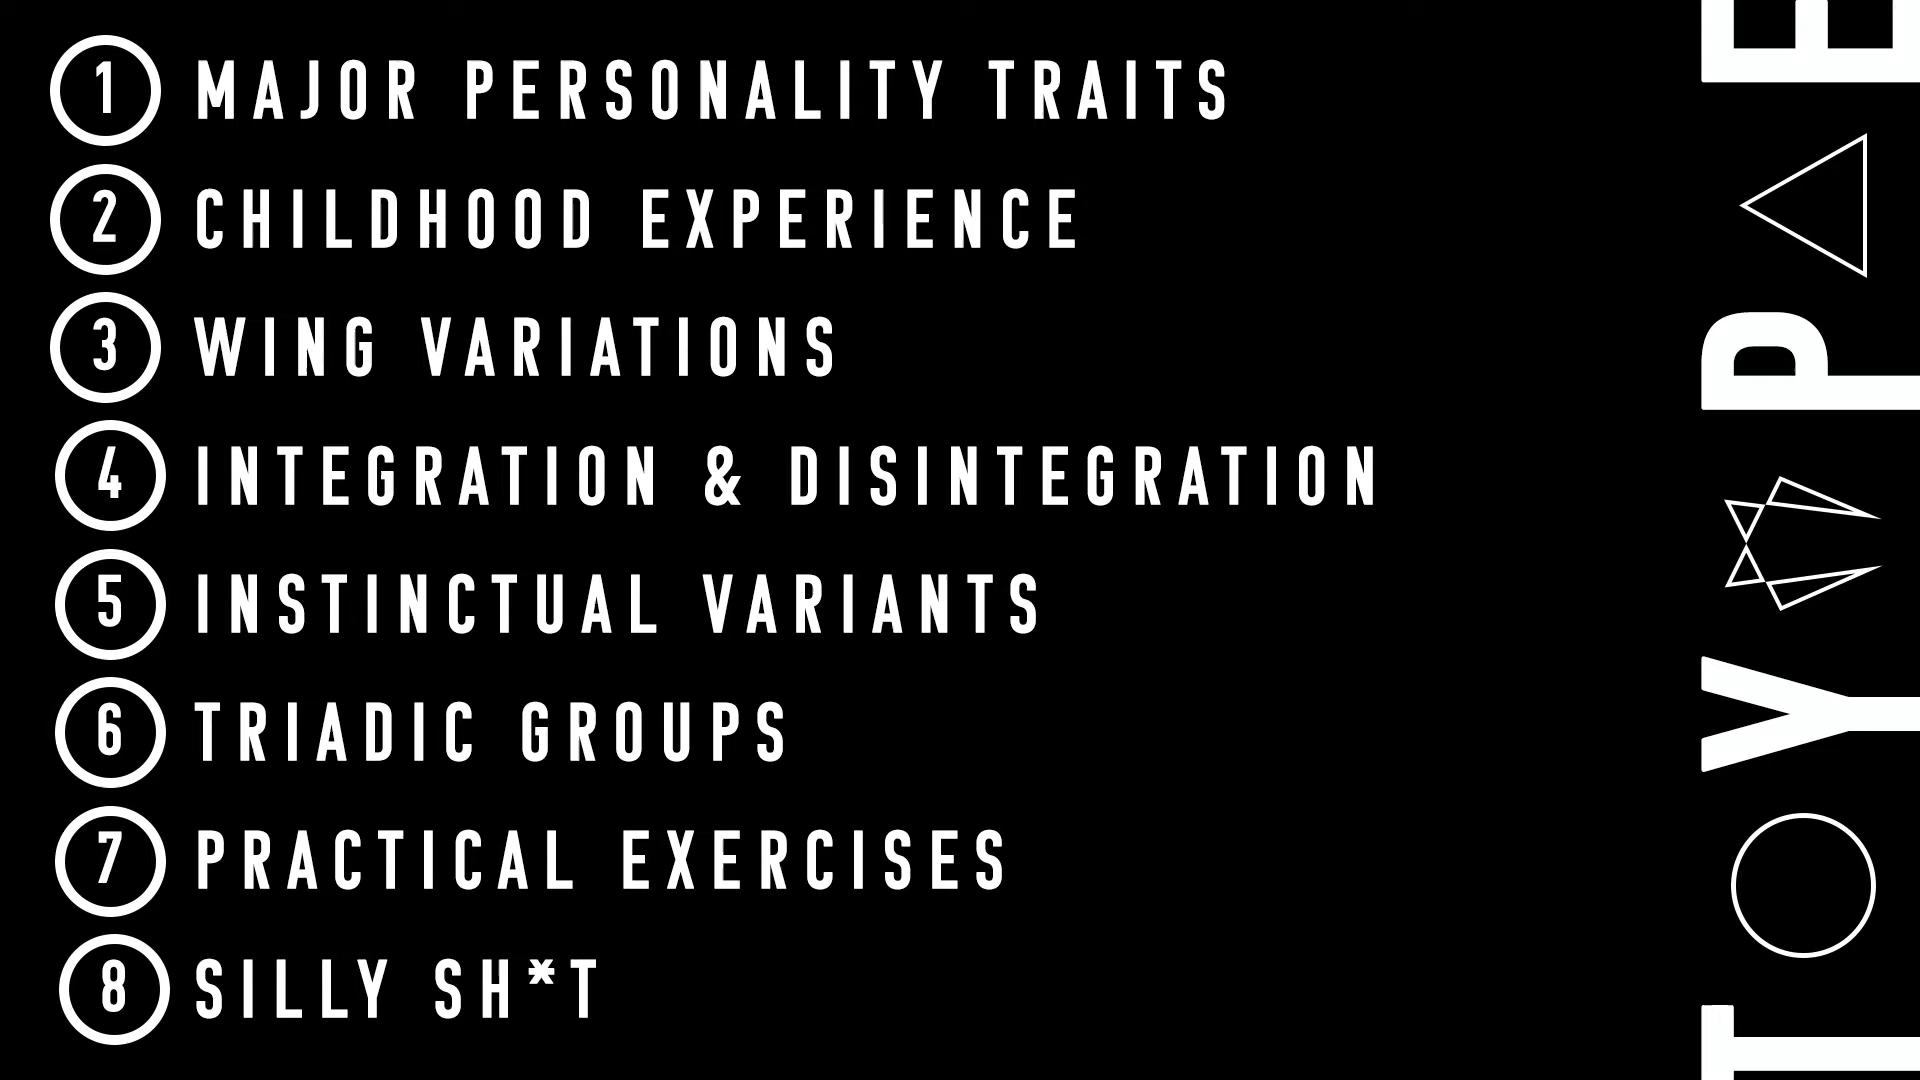 1 MAJOR PERSONALITY TRAITS
2 CHILDHOOD EXPERIENCE
3 WING VARIATIONS
4 INTEGRATION & DISINTEGRATION
5 INSTINCTUAL VARIANTS
6 TRIADIC GROUPS
7 PRACTICAL EXERCISES
8 SILLY SH*T
TYPE